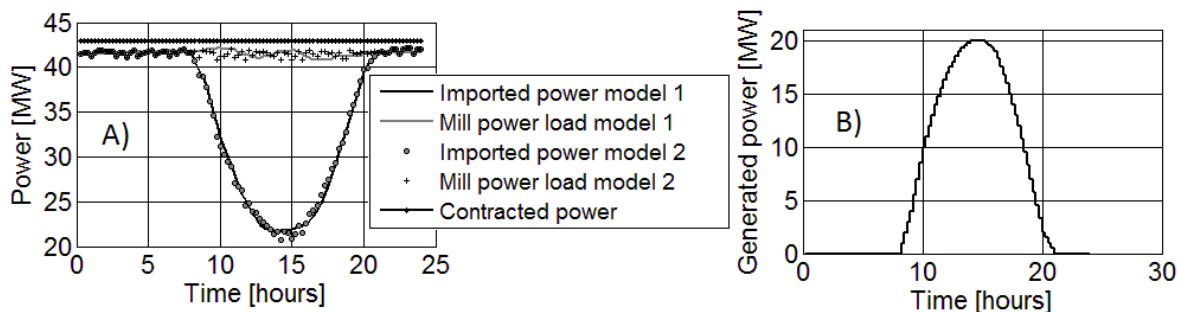 45
40
35
30
25
20
Power [MW]
A)
0 5 10 15 20 25
Time [hours]
Imported power model 1
Mill power load model 1
Imported power model 2
Mill power load model 2
Contracted power
20
15
10
5
0
Generated power [MW]
B)
0 10 20 30
Time [hours]